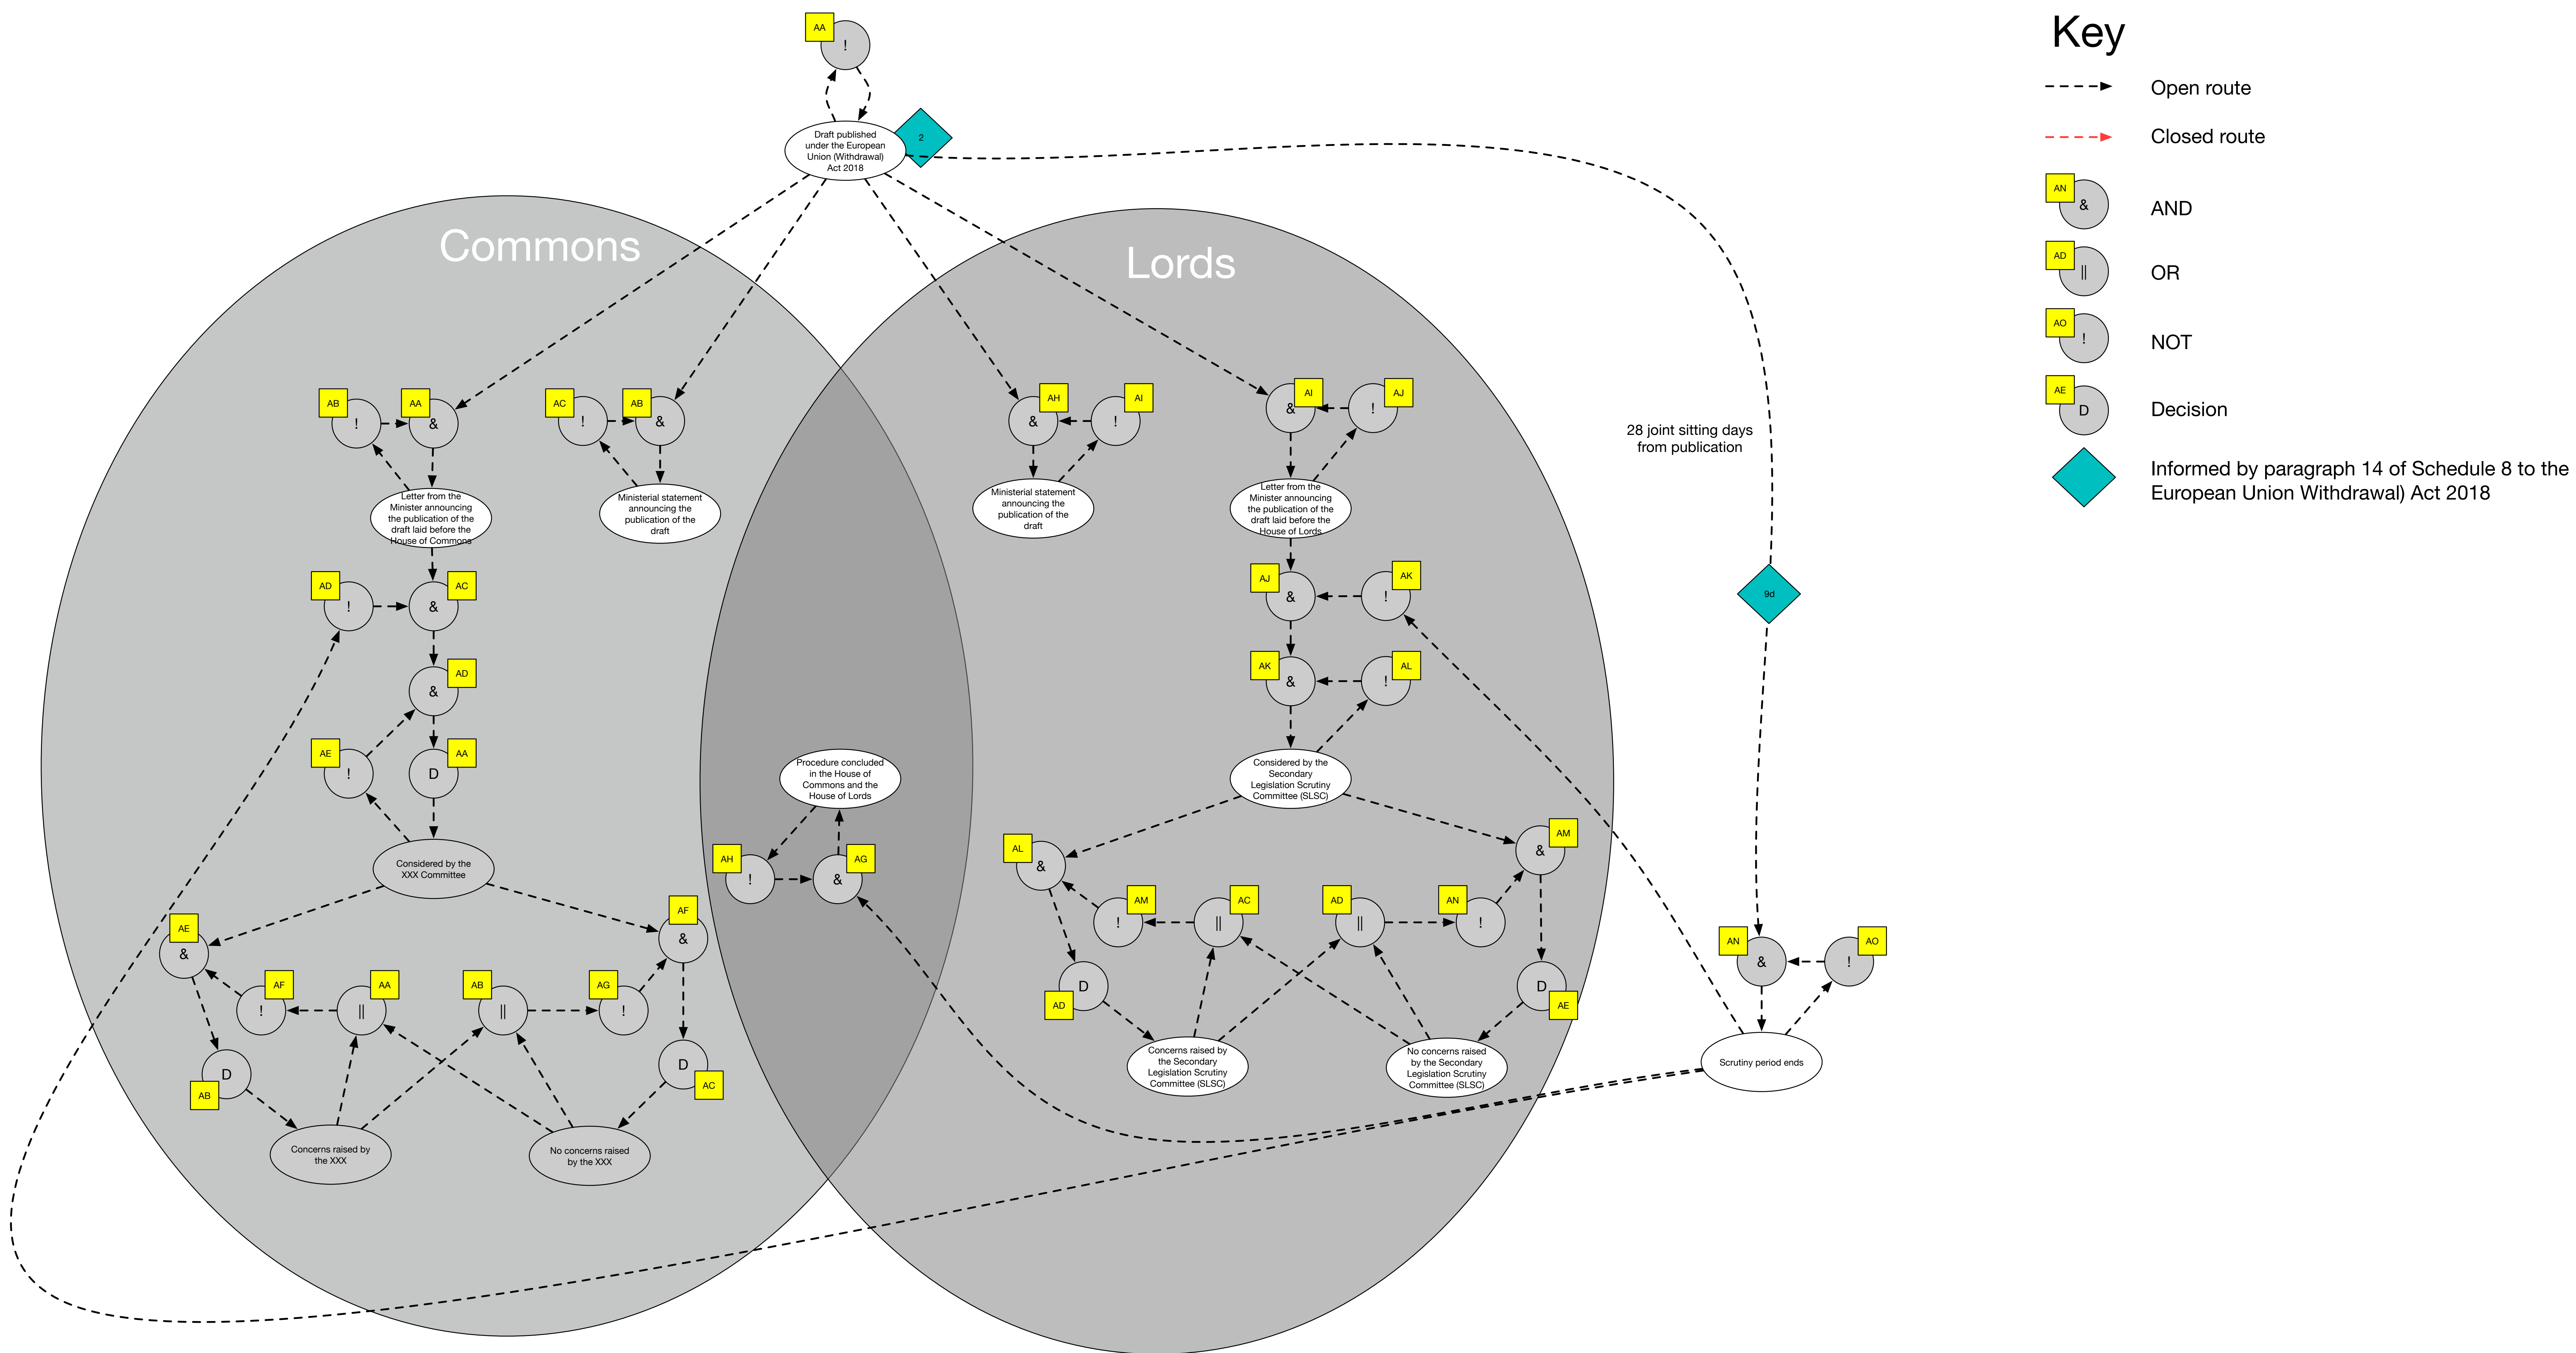 AA
!
Draft published
under the European
Union (Withdrawal)
Act 2018
2
Commons
Lords
AB
!
AA
&
AC
!
AB
&
&
AH
!
AI
&
AI
!
AJ
Letter from the
Minister announcing
the publication of the
draft laid before the
House of Commons
Ministerial statement
announcing the
publication of the
draft
Ministerial statement
announcing the
publication of the
draft
Letter from the
Minister announcing
the publication of the
draft laid before the
House of Lords
28 joint sitting days
from publication
AD
!
AC
&
AJ
&
AK
!
9d
AD
&
AK
&
AL
!
AE
!
AA
D
Procedure concluded
in the House of
Commons and the
House of Lords
Considered by the
Secondary
Legislation Scrutiny
Committee (SLSC)
Considered by the
XXX Committee
AH
!
AG
&
AL
&
AM
&
AE
&
AF
&
AM
!
AC
||
AD
||
AN
!
AN
&
AO
!
AF
!
AA
||
AB
||
AG
!
D
AD
D
AE
D
AB
D
AC
Concerns raised by
the Secondary
Legislation Scrutiny
Committee (SLSC)
No concerns raised
by the Secondary
Legislation Scrutiny
Committee (SLSC)
Scrutiny period ends
Concerns raised by
the XXX
No concerns raised
by the XXX
Key
Open route
Closed route
AN
&
AND
AD
||
OR
AO
!
NOT
AE
D
Decision
Informed by paragraph 14 of Schedule 8 to the
European Union Withdrawal) Act 2018